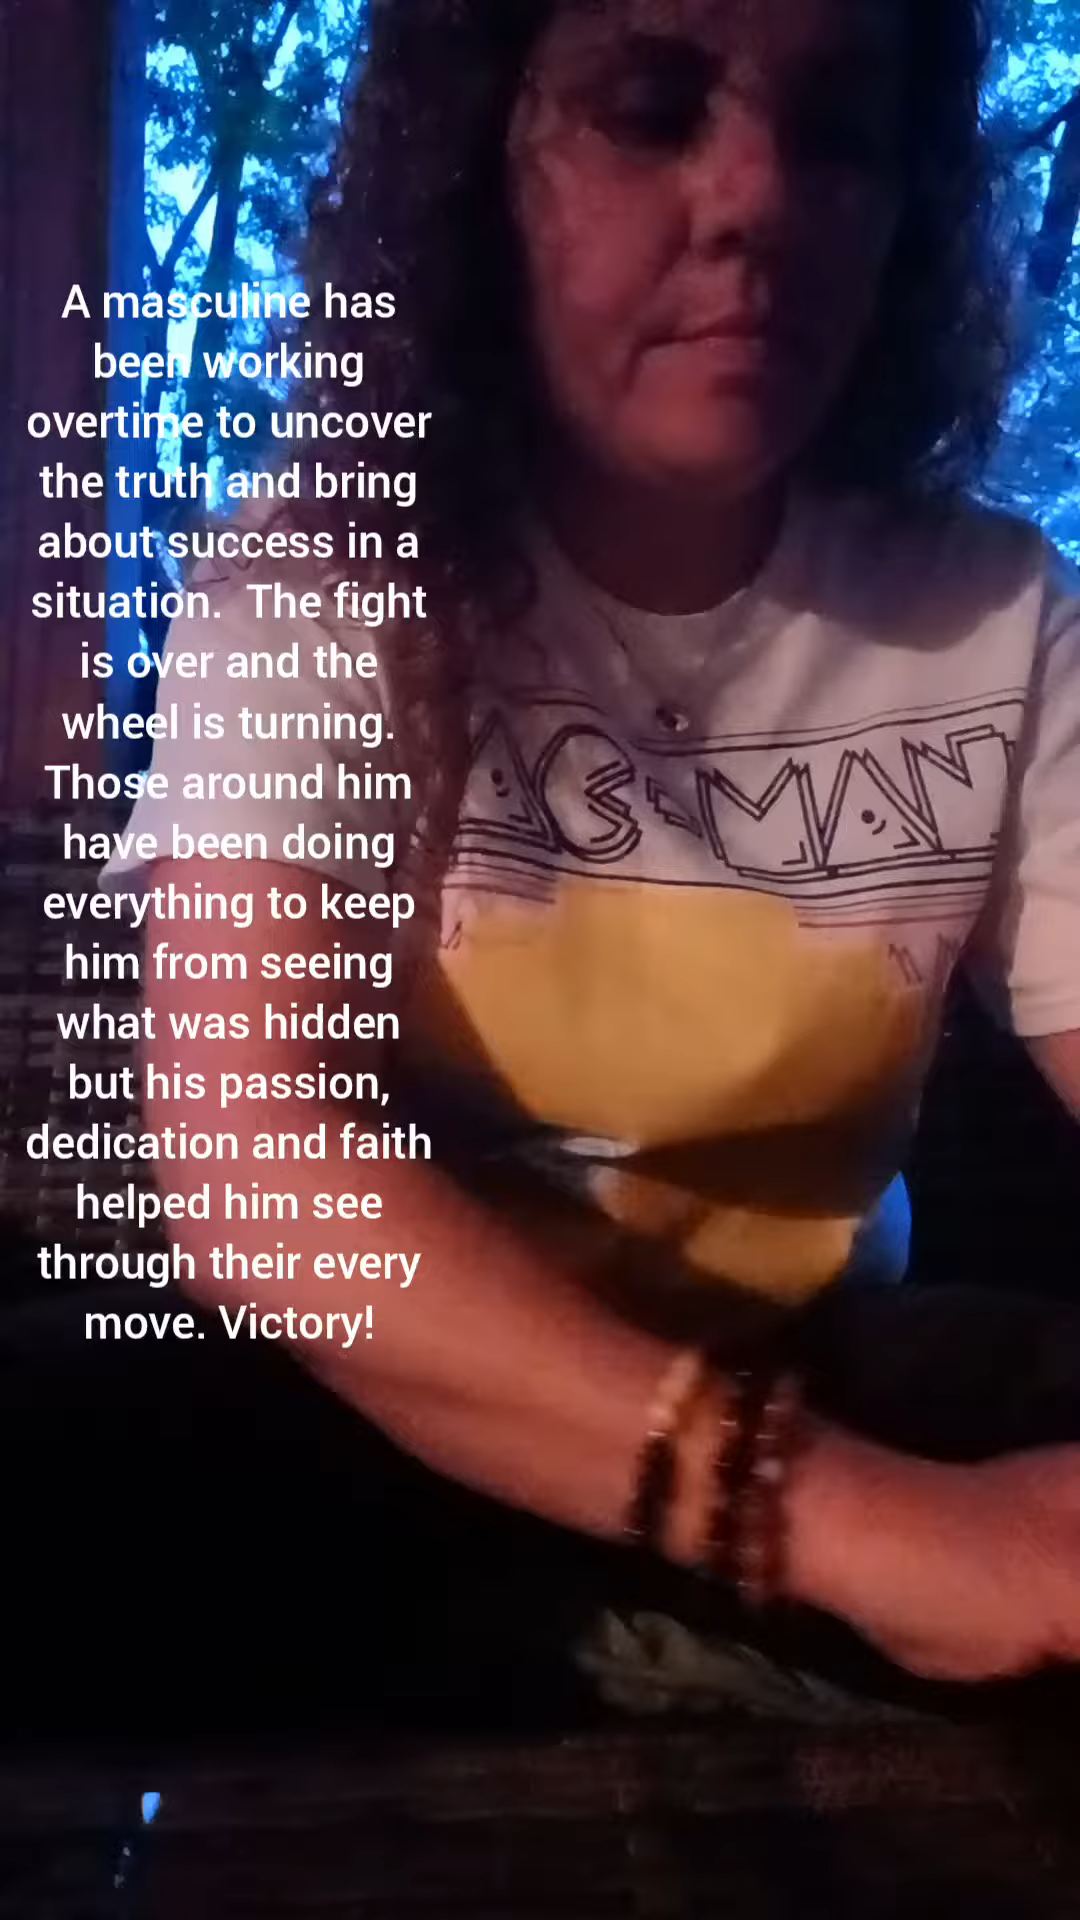 A masculine has
been working
overtime to uncover
the truth and bring
about success in a
situation.  The fight
is over and the
wheel is turning.
Those around him
have been doing
everything to keep
him from seeing
what was hidden
but his passion,
dedication and faith
helped him see
through their every
move. Victory!
AC-MAN